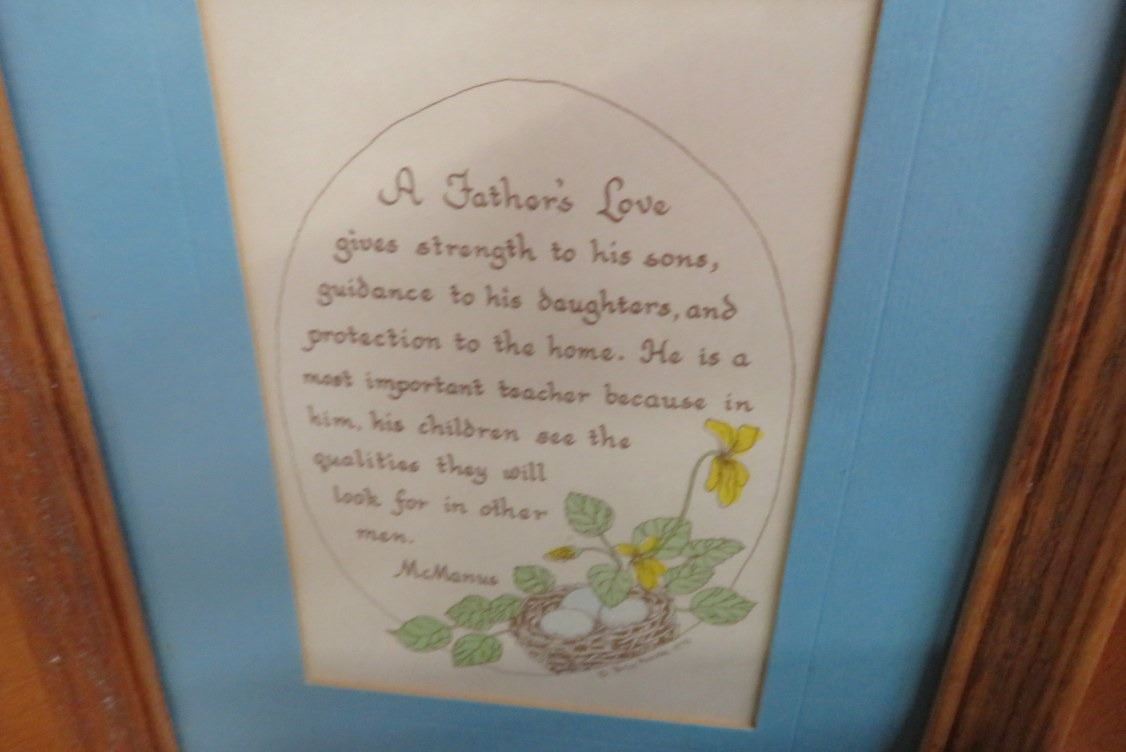 A Father's Love
gives strength to his sons,
guidance to his daughters, and
protection to the home. He is a
most important teacher because in
him, his children see the
qualities they will
look for in other
men.
McManus
©